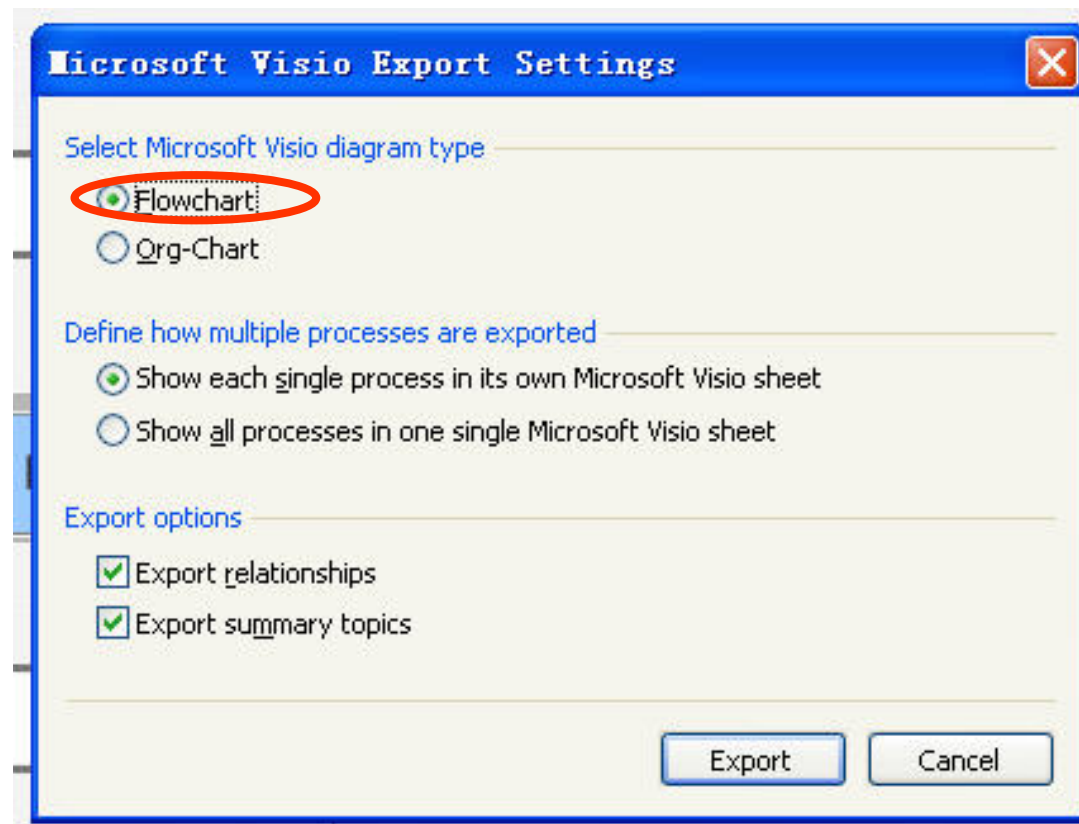 Microsoft Visio Export Settings
Select Microsoft Visio diagram type
Flowchart
Org-Chart
Define how multiple processes are exported
Show each single process in its own Microsoft Visio sheet
Show all processes in one single Microsoft Visio sheet
Export options
Export relationships
Export summary topics
Export Cancel